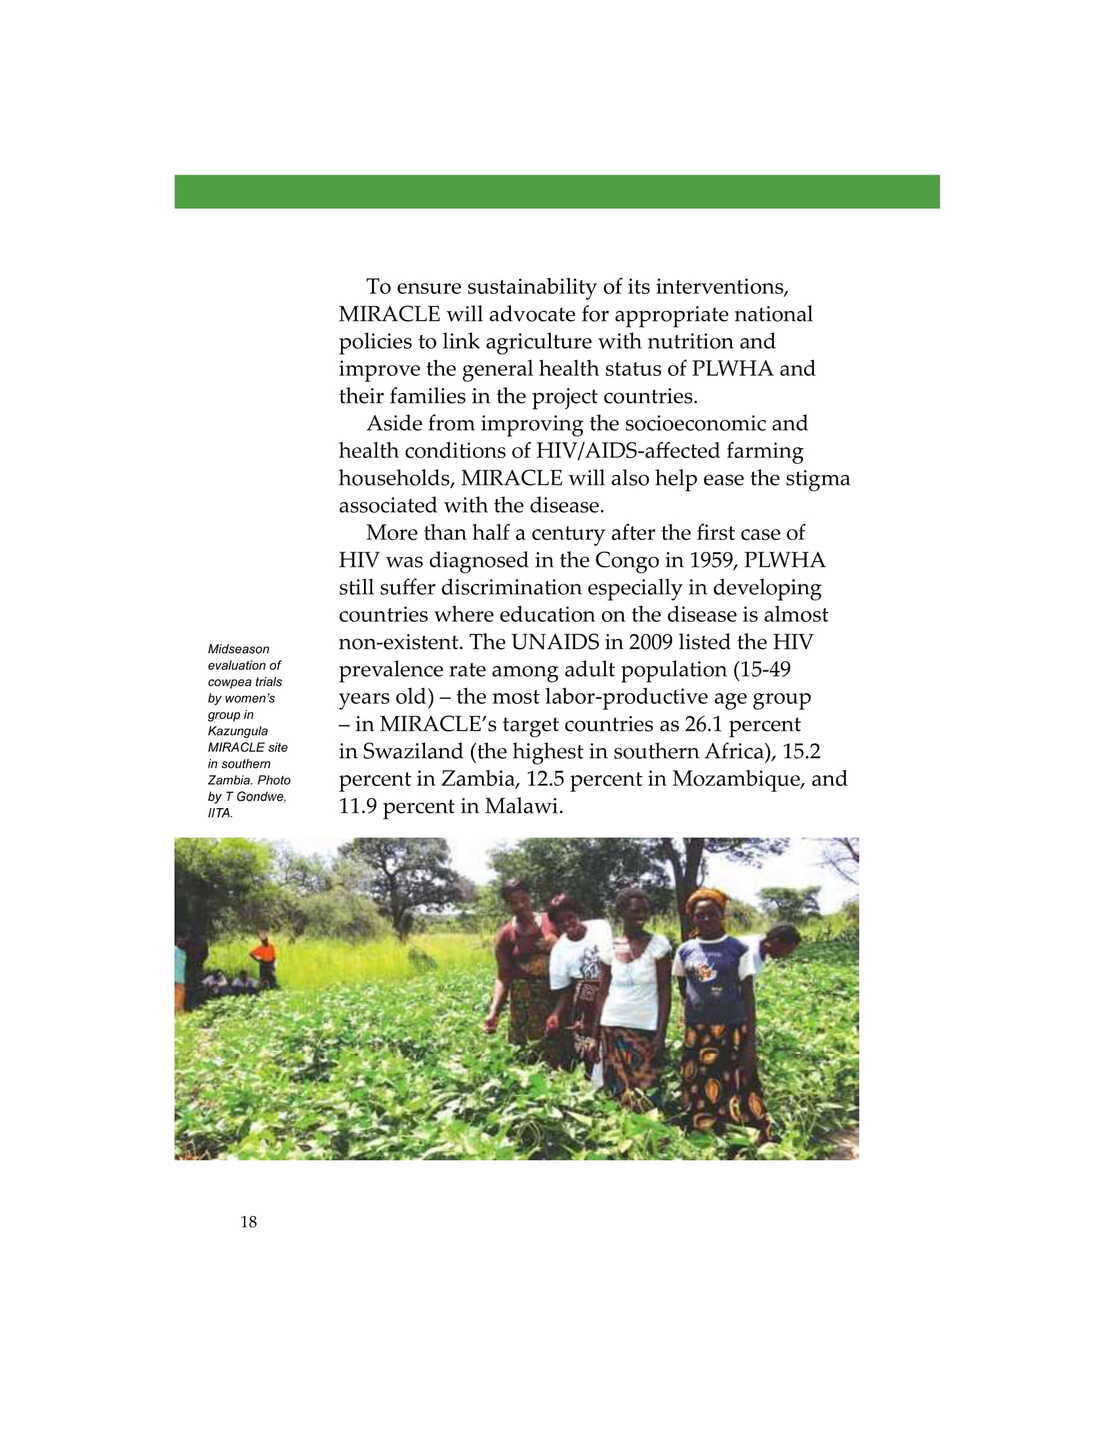 To ensure sustainability of its interventions,
MIRACLE will advocate for appropriate national
policies to link agriculture with nutrition and
improve the general health status of PLWHA and
their families in the project countries.
Aside from improving the socioeconomic and
health conditions of HIV/AIDS-affected farming
households, MIRACLE will also help ease the stigma
associated with the disease.
More than half a century after the first case of
HIV was diagnosed in the Congo in 1959, PLWHA
still suffer discrimination especially in developing
countries where education on the disease is almost
non-existent. The UNAIDS in 2009 listed the HIV
prevalence rate among adult population (15-49
years old) – the most labor-productive age group
– in MIRACLE’s target countries as 26.1 percent
in Swaziland (the highest in southern Africa), 15.2
percent in Zambia, 12.5 percent in Mozambique, and
11.9 percent in Malawi.
Midseason
evaluation of
cowpea trials
by women’s
group in
Kazungula
MIRACLE site
in southern
Zambia. Photo
by T Gondwe,
IITA.
18